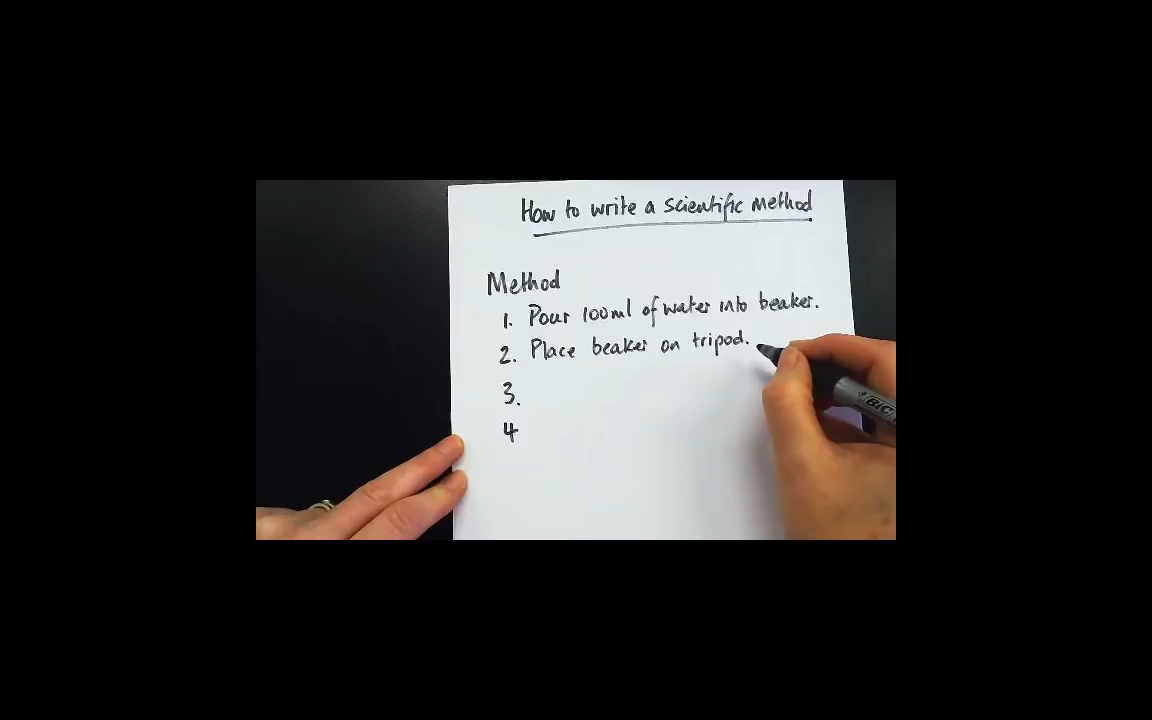 How to write a scientific method
Method
1. Pour 100ml of water into beaker.
2. Place beaker on tripod.
3.
4
BIC